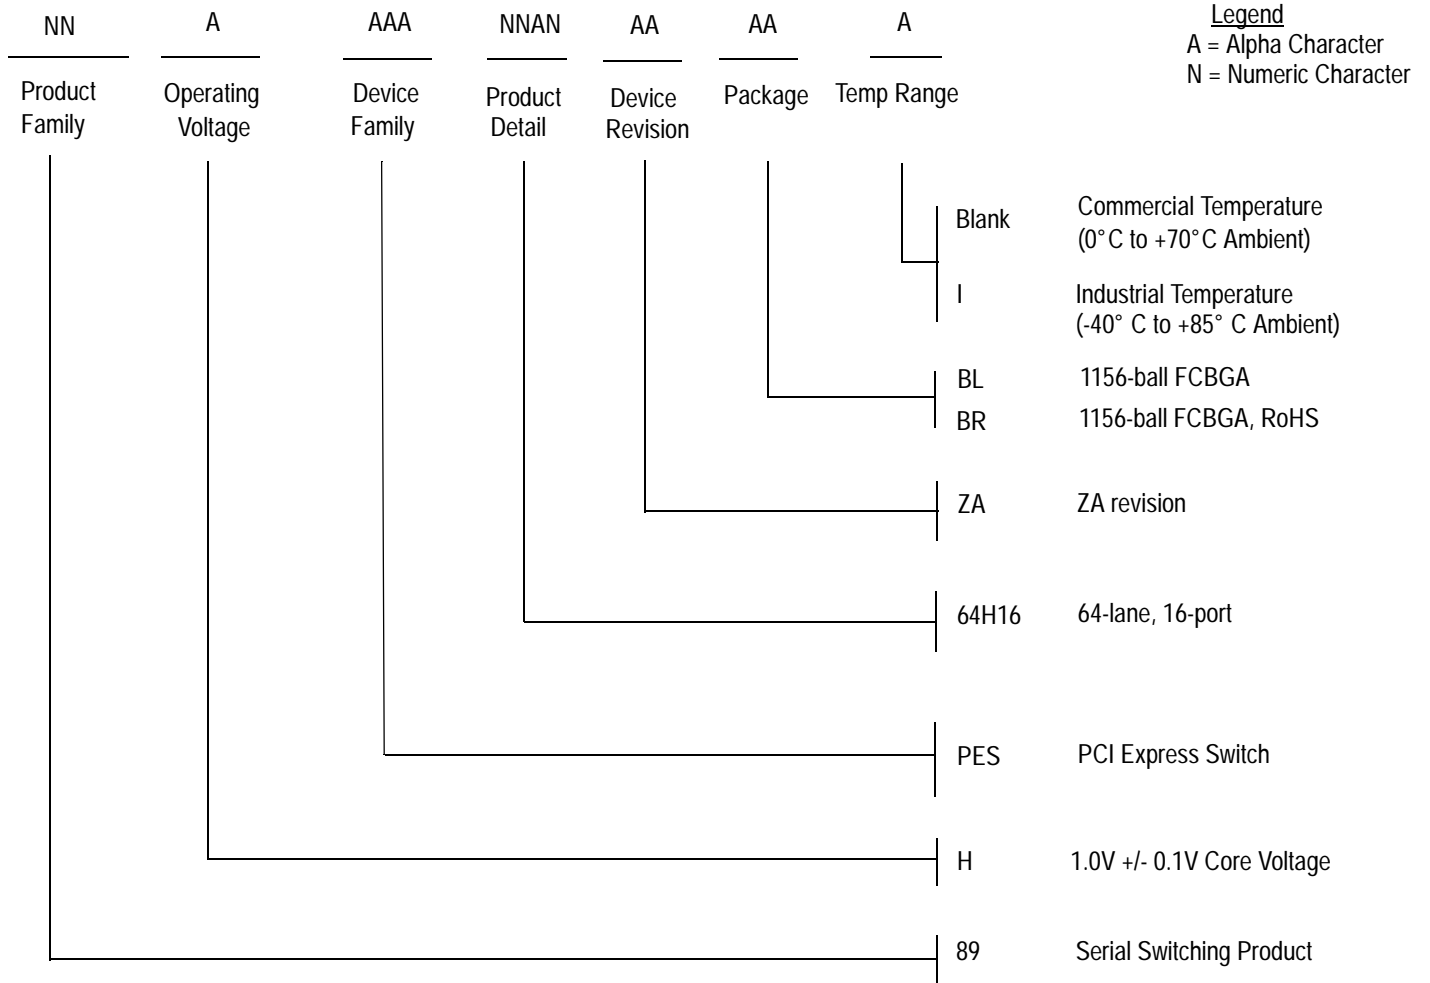 NN A AAA NNAN AA AA A
Legend
A = Alpha Character
N = Numeric Character
Product Family
Operating Voltage
Device Family
Product Detail
Device Revision
Package
Temp Range
Blank Commercial Temperature
(0°C to +70°C Ambient)
I Industrial Temperature
(-40° C to +85° C Ambient)
BL 1156-ball FCBGA
BR 1156-ball FCBGA, RoHS
ZA ZA revision
64H16 64-lane, 16-port
PES PCI Express Switch
H 1.0V +/- 0.1V Core Voltage
89 Serial Switching Product